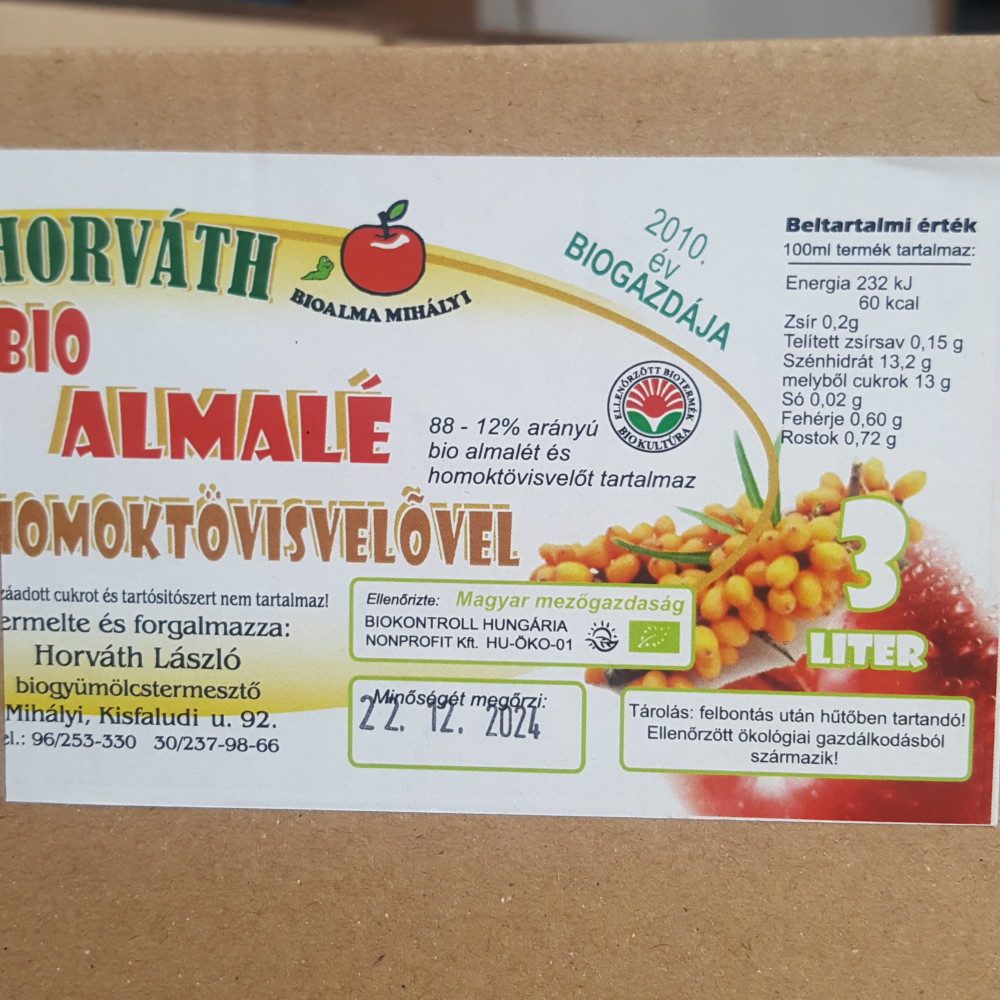 HORVÁTH
BIOALMA MIHÁLYI
BIO
ALMALÉ
HOMOKTÖVISVELŐVEL
88 - 12% arányú
bio almalét és
homoktövisvelőt tartalmaz
2010.
év
BIOGAZDÁJA
ELLENŐRZÖTT BIOTERMÉK
BIOKULTÚRA
Beltartalmi érték
100ml termék tartalmaz:
Energia 232 kJ
60 kcal
Zsír 0,2g
Telített zsírsav 0,15 g
Szénhidrát 13,2 g
melyből cukrok 13 g
Só 0,02 g
Fehérje 0,60 g
Rostok 0,72 g
3
LITER
záadott cukrot és tartósitószert nem tartalmaz!
ermelte és forgalmazza:
Horváth László
biogyümölcstermesztő
Mihályi, Kisfaludi u. 92.
el.: 96/253-330 30/237-98-66
Ellenőrizte: Magyar mezőgazdaság
BIOKONTROLL HUNGÁRIA
NONPROFIT Kft. HU-ÖKO-01
Minőségét megőrzi:
22. 12. 2024
Tárolás: felbontás után hűtőben tartandó!
Ellenőrzött ökológiai gazdálkodásból
származik!